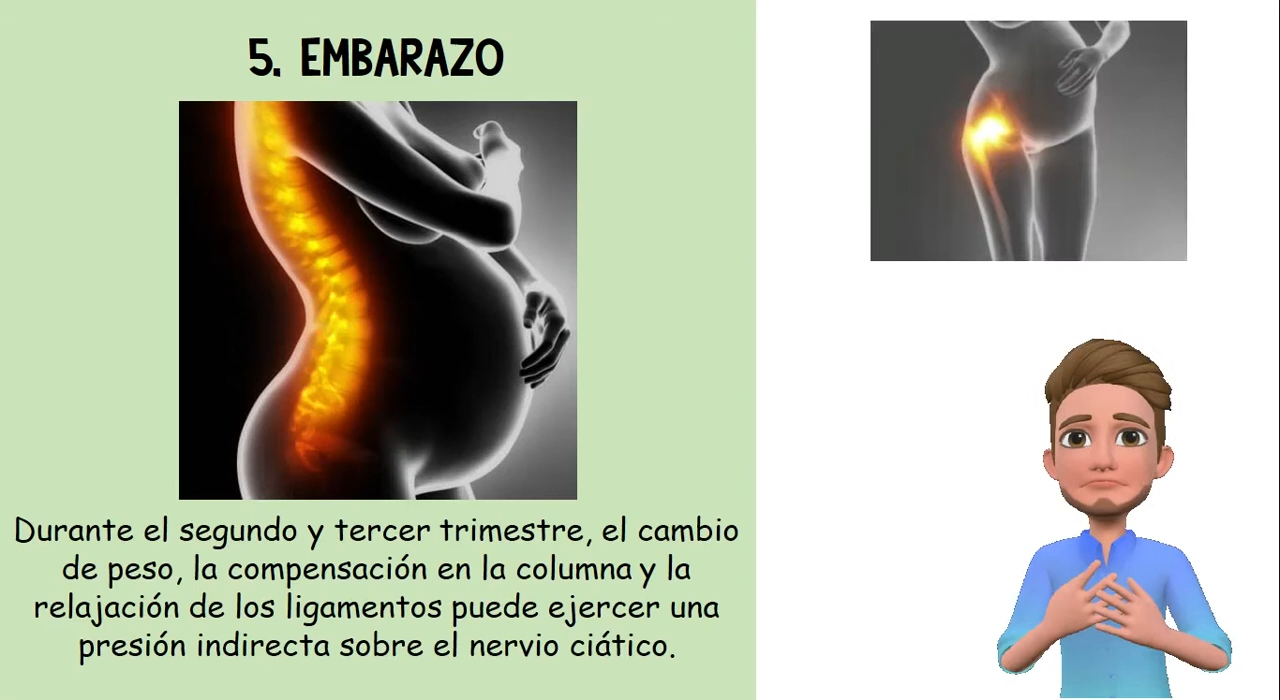 5. EMBARAZO
Durante el segundo y tercer trimestre, el cambio
de peso, la compensación en la columna y la
relajación de los ligamentos puede ejercer una
presión indirecta sobre el nervio ciático.